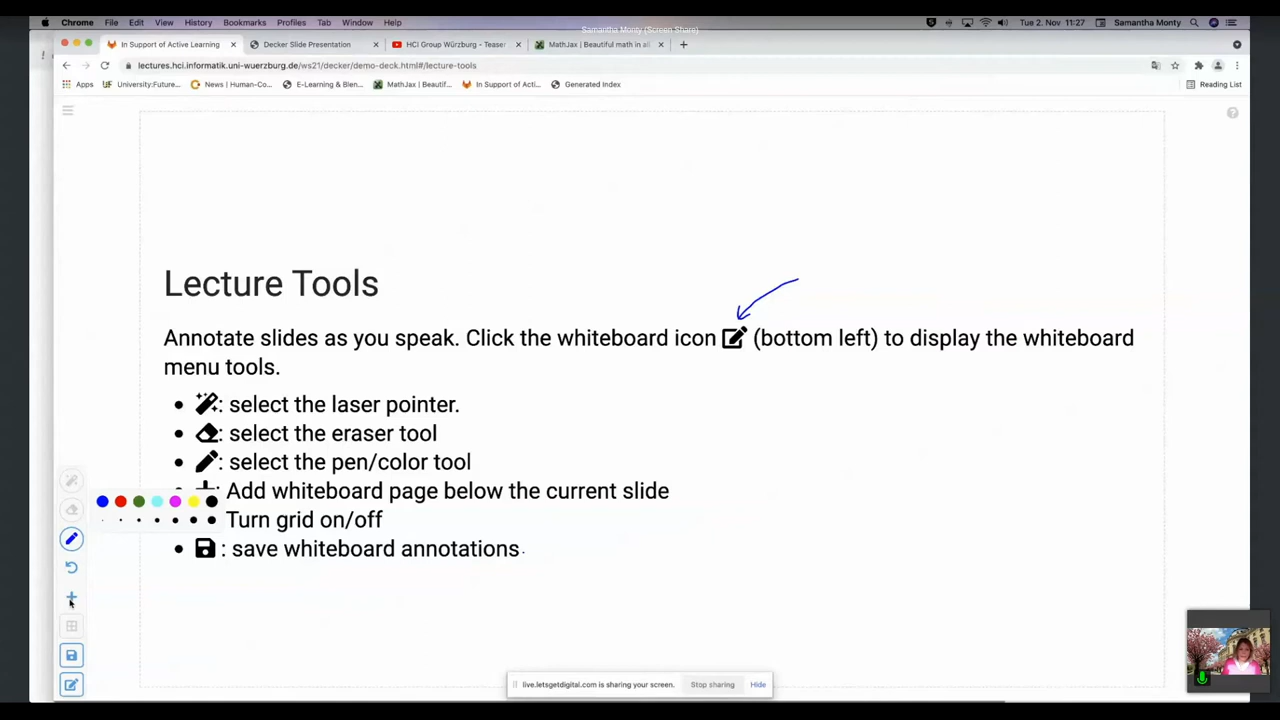 Chrome File Edit View History Bookmarks Profiles Tab Window Help Tue 2. Nov 11:27 Samantha Monty
Samantha Monty (Screen Share)
In Support of Active Learning Decker Slide Presentation HCI Group Würzburg - Teaser MathJax | Beautiful math in all
lectures.hci.informatik.uni-wuerzburg.de/ws21/decker/demo-deck.html#/lecture-tools
Apps University:Future... News | Human-Co... E-Learning & Blen... MathJax | Beautif... In Support of Acti... Generated Index Reading List
Lecture Tools
Annotate slides as you speak. Click the whiteboard icon (bottom left) to display the whiteboard
menu tools.
: select the laser pointer.
: select the eraser tool
: select the pen/color tool
: Add whiteboard page below the current slide
Turn grid on/off
: save whiteboard annotations
live.letsgetdigital.com is sharing your screen. Stop sharing Hide